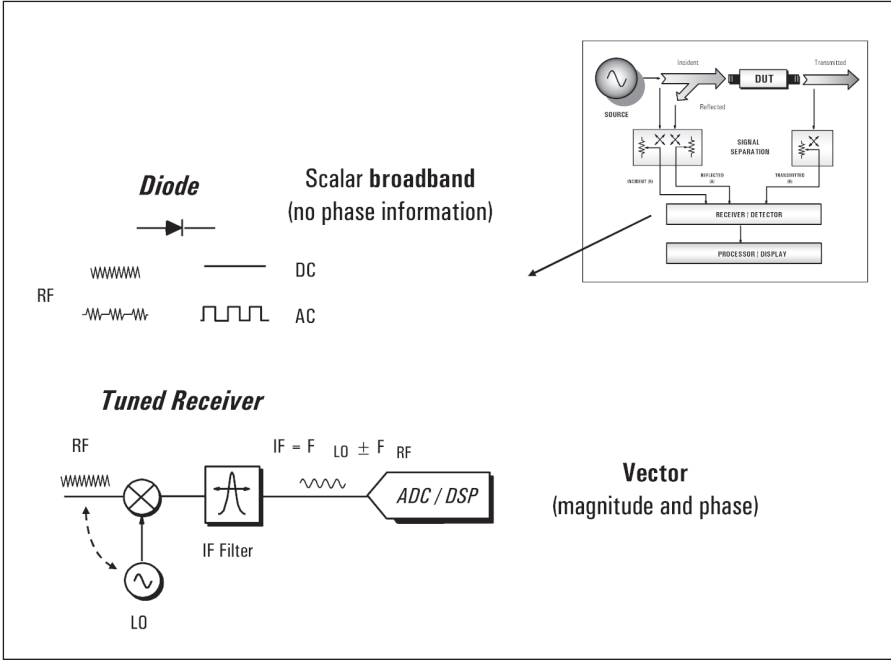 Incident
Transmitted
DUT
Reflected
SOURCE
SIGNAL
SEPARATION
INCIDENT (R)
REFLECTED
(A)
TRANSMITTED
(B)
RECEIVER / DETECTOR
PROCESSOR / DISPLAY
Diode
Scalar broadband
(no phase information)
RF
DC
AC
Tuned Receiver
RF
IF = F LO ± F RF
ADC / DSP
IF Filter
LO
Vector
(magnitude and phase)